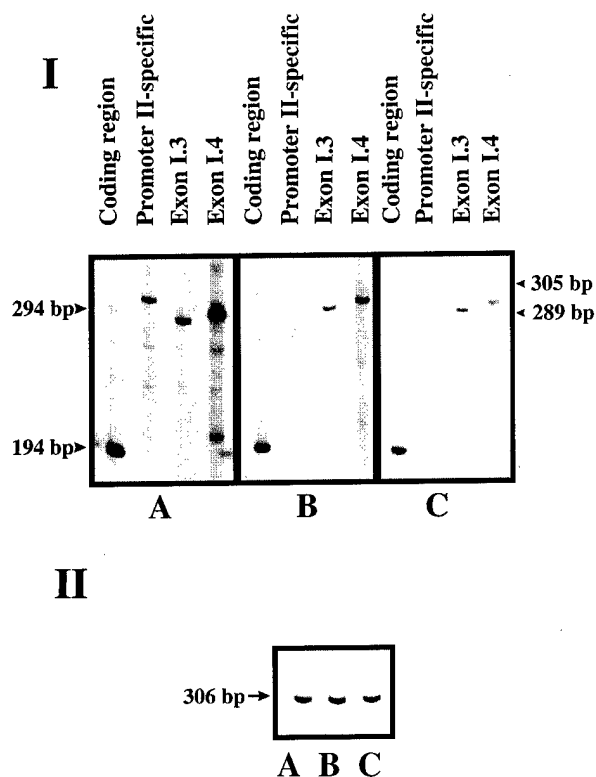 I
Coding region
Promoter II-specific
Exon I.3
Exon I.4
Coding region
Promoter II-specific
Exon I.3
Exon I.4
Coding region
Promoter II-specific
Exon I.3
Exon I.4
294 bp
305 bp
289 bp
194 bp
A B C
II
306 bp
A B C